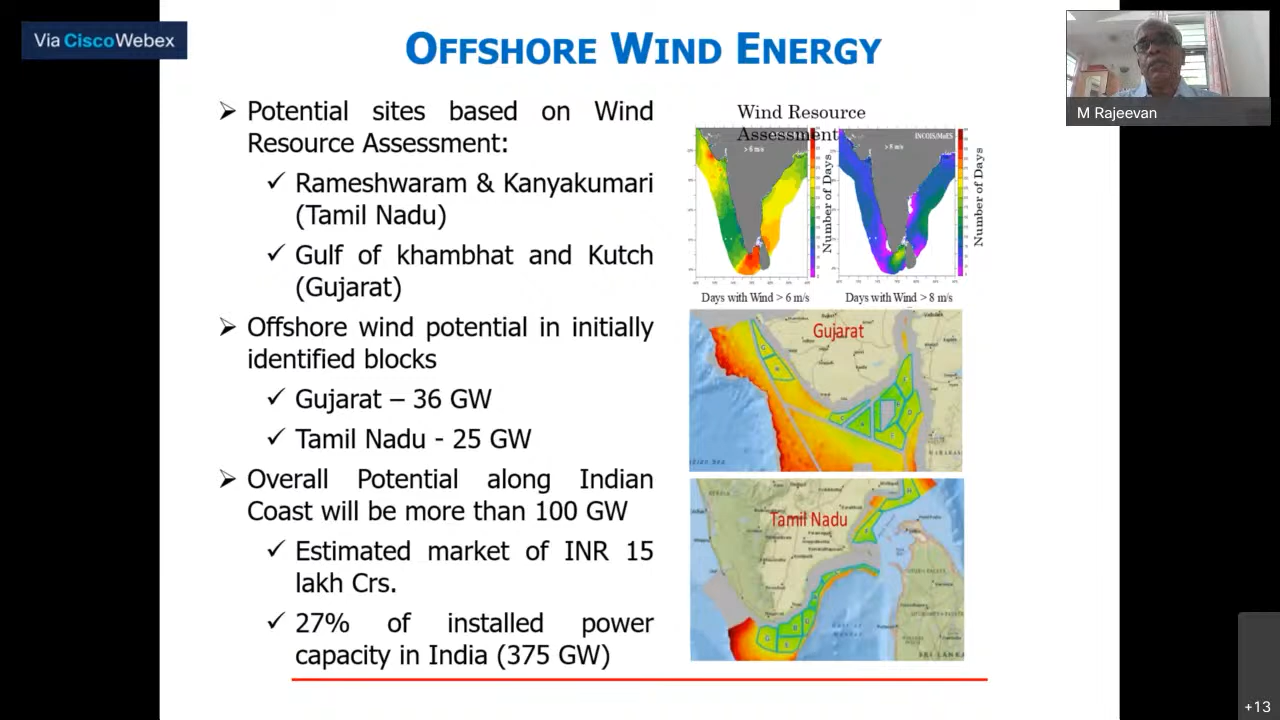 Via Cisco Webex
OFFSHORE WIND ENERGY
M Rajeevan
➢ Potential sites based on Wind
Resource Assessment:
✓ Rameshwaram & Kanyakumari
(Tamil Nadu)
✓ Gulf of khambhat and Kutch
(Gujarat)
➢ Offshore wind potential in initially
identified blocks
✓ Gujarat – 36 GW
✓ Tamil Nadu - 25 GW
➢ Overall Potential along Indian
Coast will be more than 100 GW
✓ Estimated market of INR 15
lakh Crs.
✓ 27% of installed power
capacity in India (375 GW)
Wind Resource
Assessment
> 6 m/s
Number of Days
INCOIS/MoES
> 8 m/s
Number of Days
Days with Wind > 6 m/s
Days with Wind > 8 m/s
Gujarat
Tamil Nadu
SRI LANKA
+13